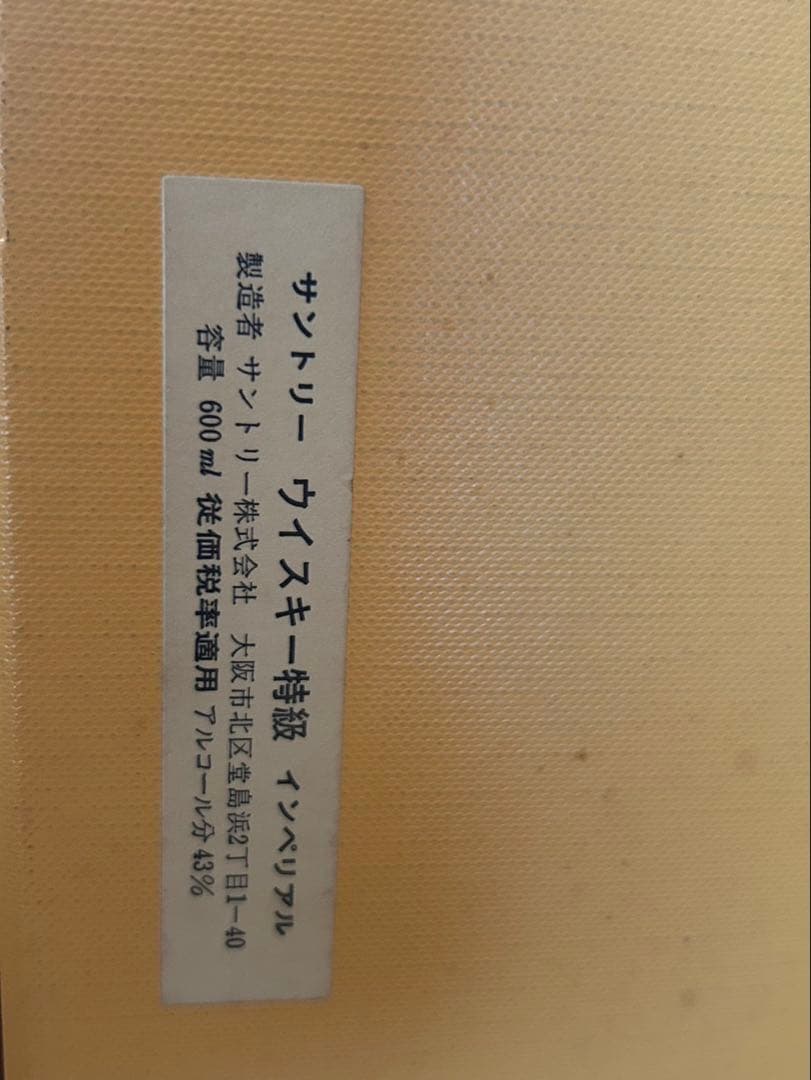 サントリー ウイスキー特級 インペリアル
製造者 サントリー株式会社 大阪市北区堂島浜2丁目1-40
容量 600ml 従価税率適用 アルコール分43%